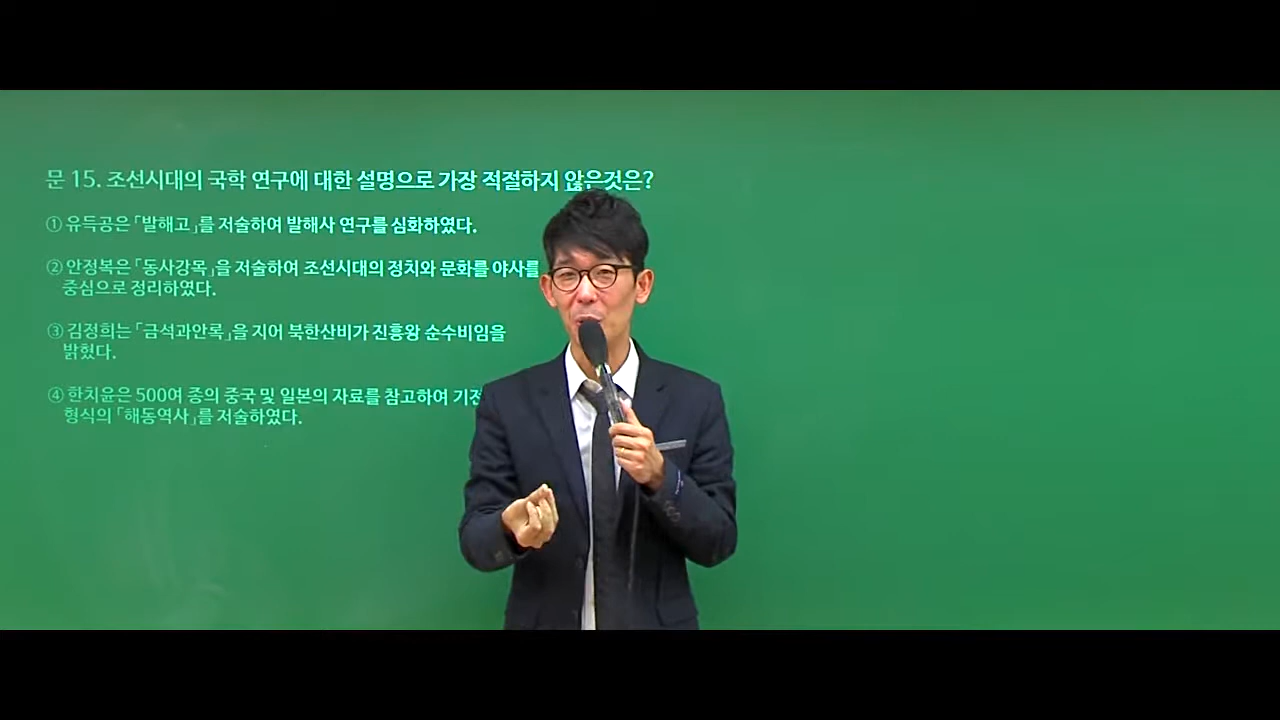 문 15. 조선시대의 국학 연구에 대한 설명으로 가장 적절하지 않은것은?
① 유득공은 「발해고」를 저술하여 발해사 연구를 심화하였다.
② 안정복은 「동사강목」을 저술하여 조선시대의 정치와 문화를 야사를
중심으로 정리하였다.
③ 김정희는 「금석과안록」을 지어 북한산비가 진흥왕 순수비임을
밝혔다.
④ 한치윤은 500여 종의 중국 및 일본의 자료를 참고하여
형식의 「해동역사」를 저술하였다.